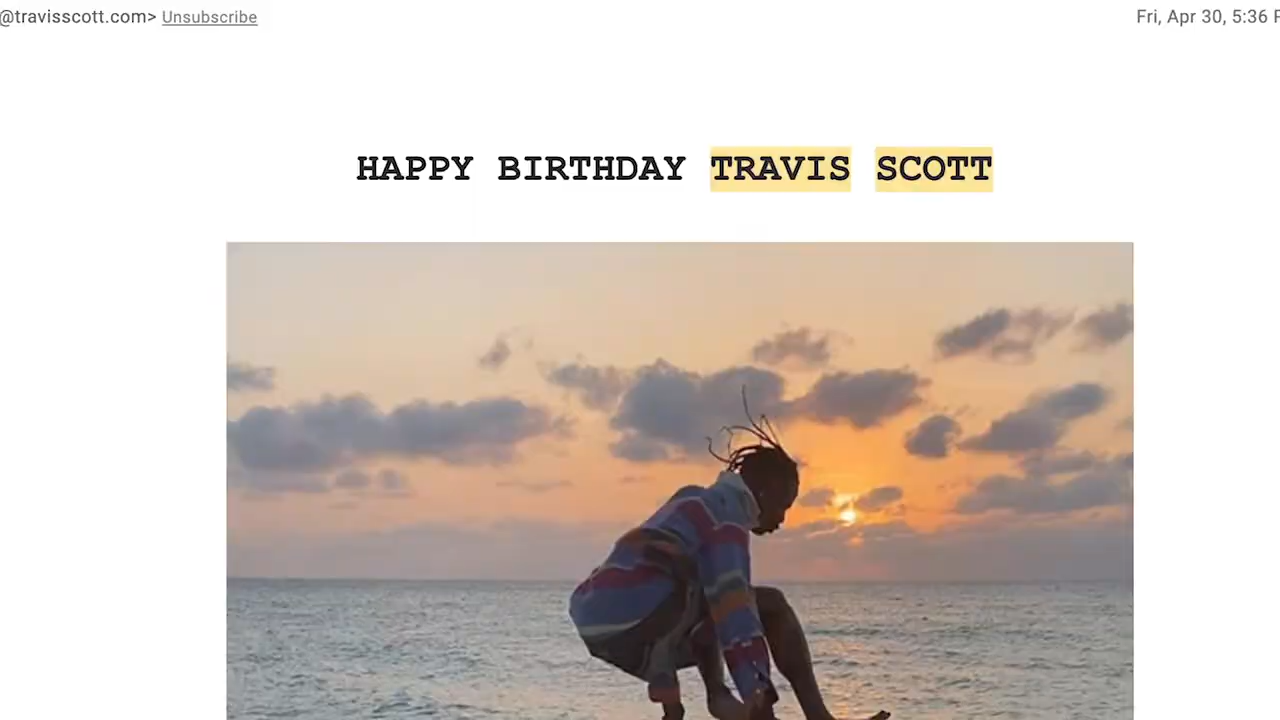 @travisscott.com> Unsubscribe
Fri, Apr 30, 5:36
HAPPY BIRTHDAY TRAVIS SCOTT